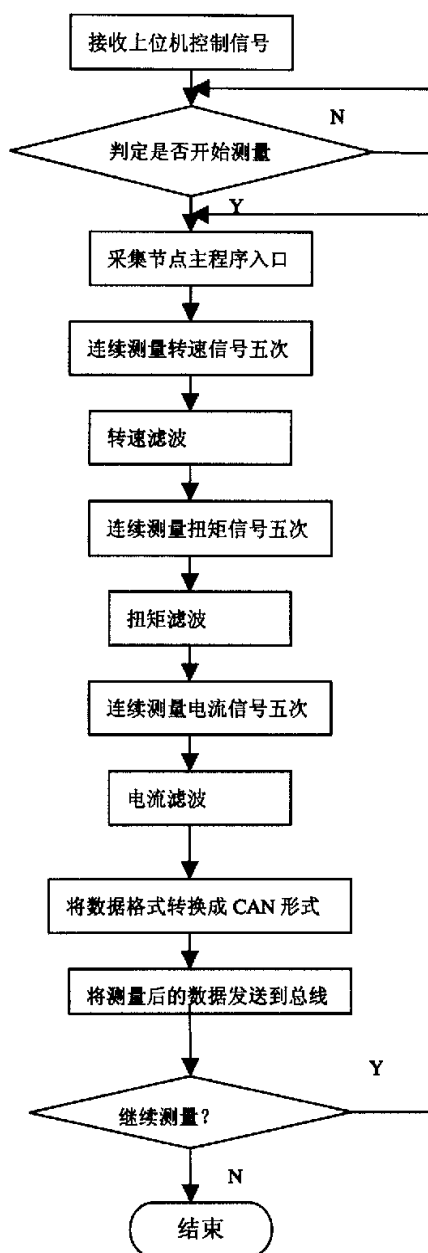 接收上位机控制信号
N
判定是否开始测量
Y
采集节点主程序入口
连续测量转速信号五次
转速滤波
连续测量扭矩信号五次
扭矩滤波
连续测量电流信号五次
电流滤波
将数据格式转换成 CAN 形式
将测量后的数据发送到总线
Y
继续测量？
N
结束